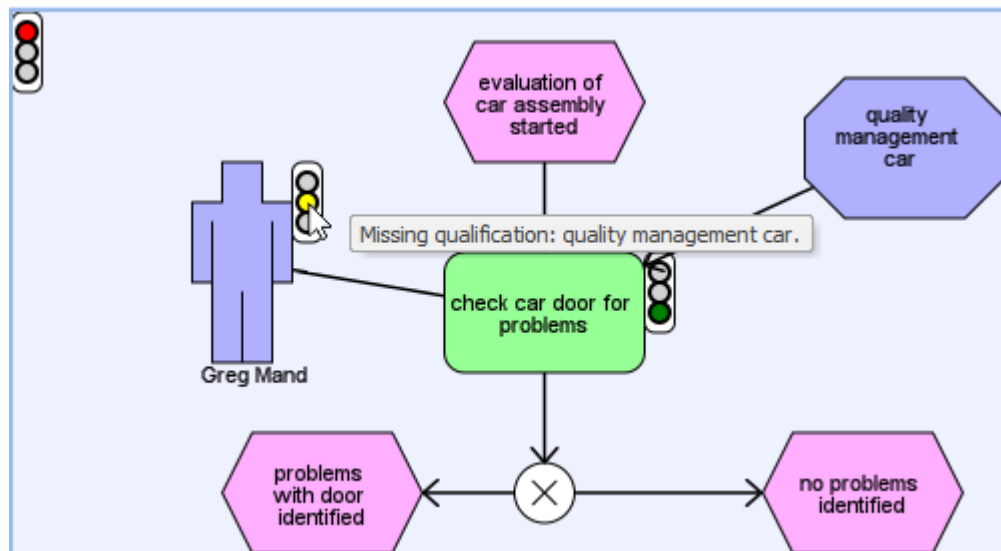 evaluation of
car assembly
started
quality
management
car
Missing qualification: quality management car.
check car door for
problems
Greg Mand
problems
with door
identified
no problems
identified